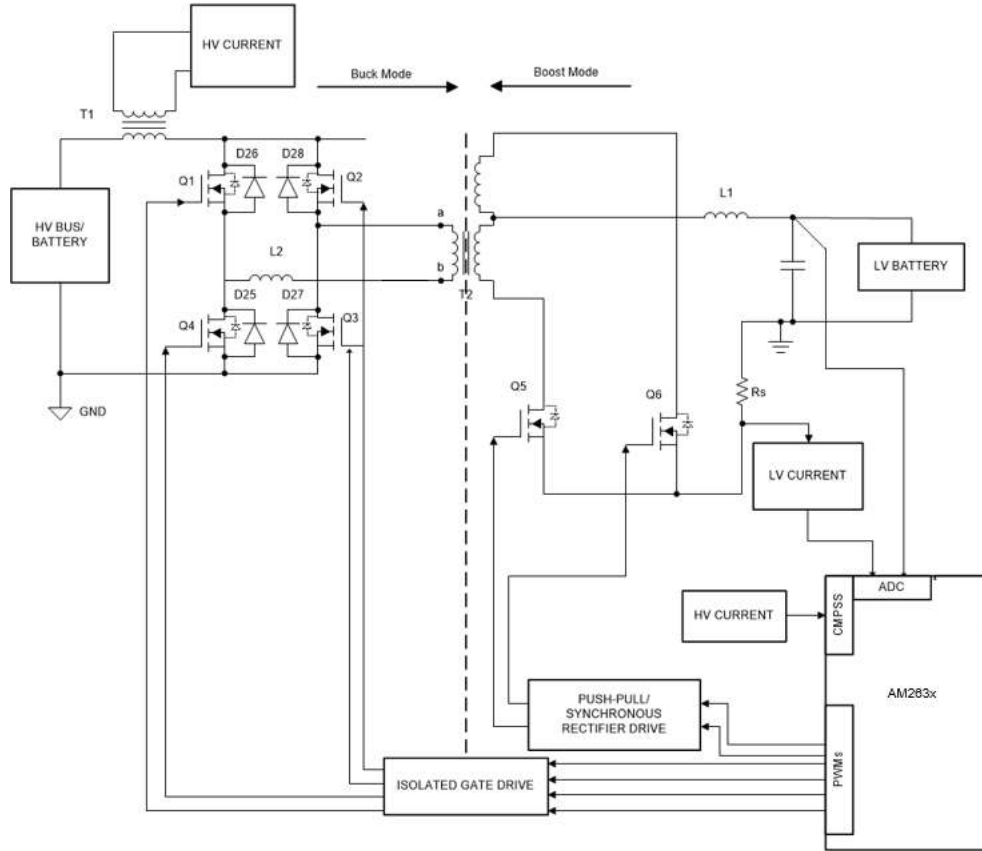 HV CURRENT
Buck Mode
Boost Mode
T1
D26
D28
Q1
Q2
L1
HV BUS/
BATTERY
a
L2
b
LV BATTERY
T2
D25
D27
Q4
Q3
Q5
Q6
Rs
GND
LV CURRENT
ADC
HV CURRENT
CMPSS
AM263x
PUSH-PULL/
SYNCHRONOUS
RECTIFIER DRIVE
PWMs
ISOLATED GATE DRIVE